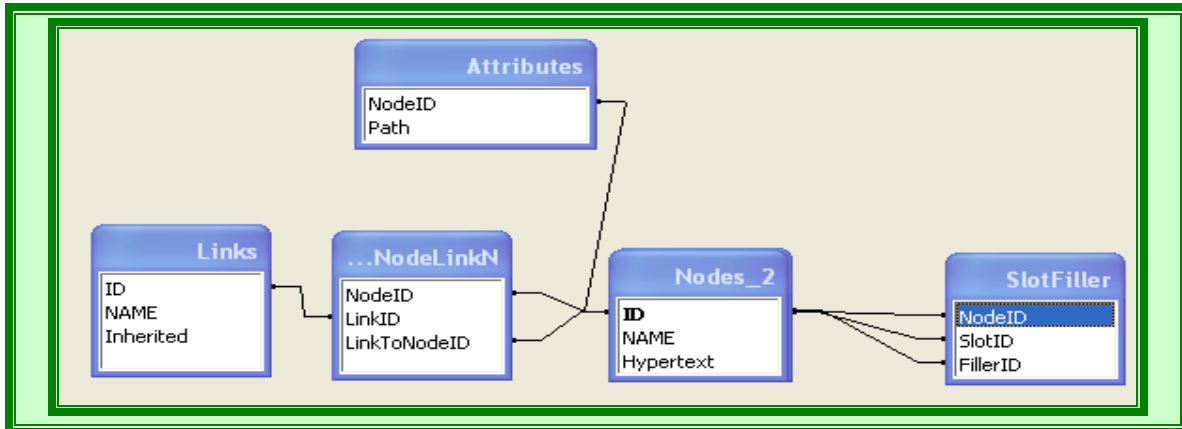 Attributes
NodeID
Path
Links
ID
NAME
Inherited
...NodeLinkN
NodeID
LinkID
LinkToNodeID
Nodes_2
ID
NAME
Hypertext
SlotFiller
NodeID
SlotID
FillerID